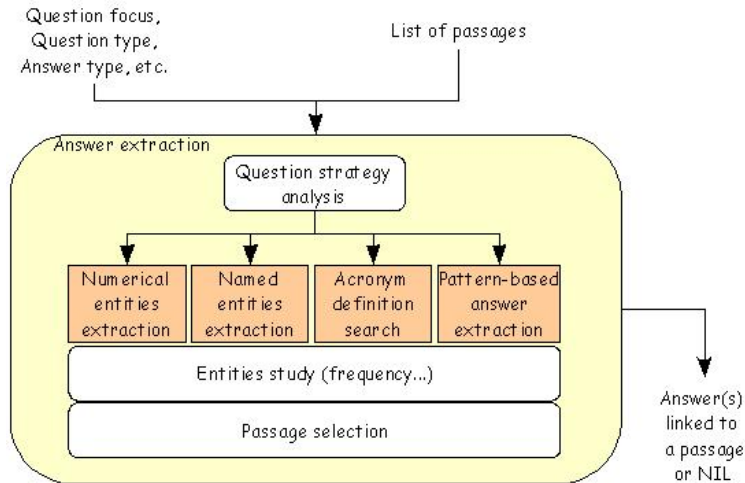 Question focus,
Question type,
Answer type, etc.
List of passages
Answer extraction
Question strategy
analysis
Numerical
entities
extraction
Named
entities
extraction
Acronym
definition
search
Pattern-based
answer
extraction
Entities study (frequency...)
Passage selection
Answer(s)
linked to
a passage
or NIL